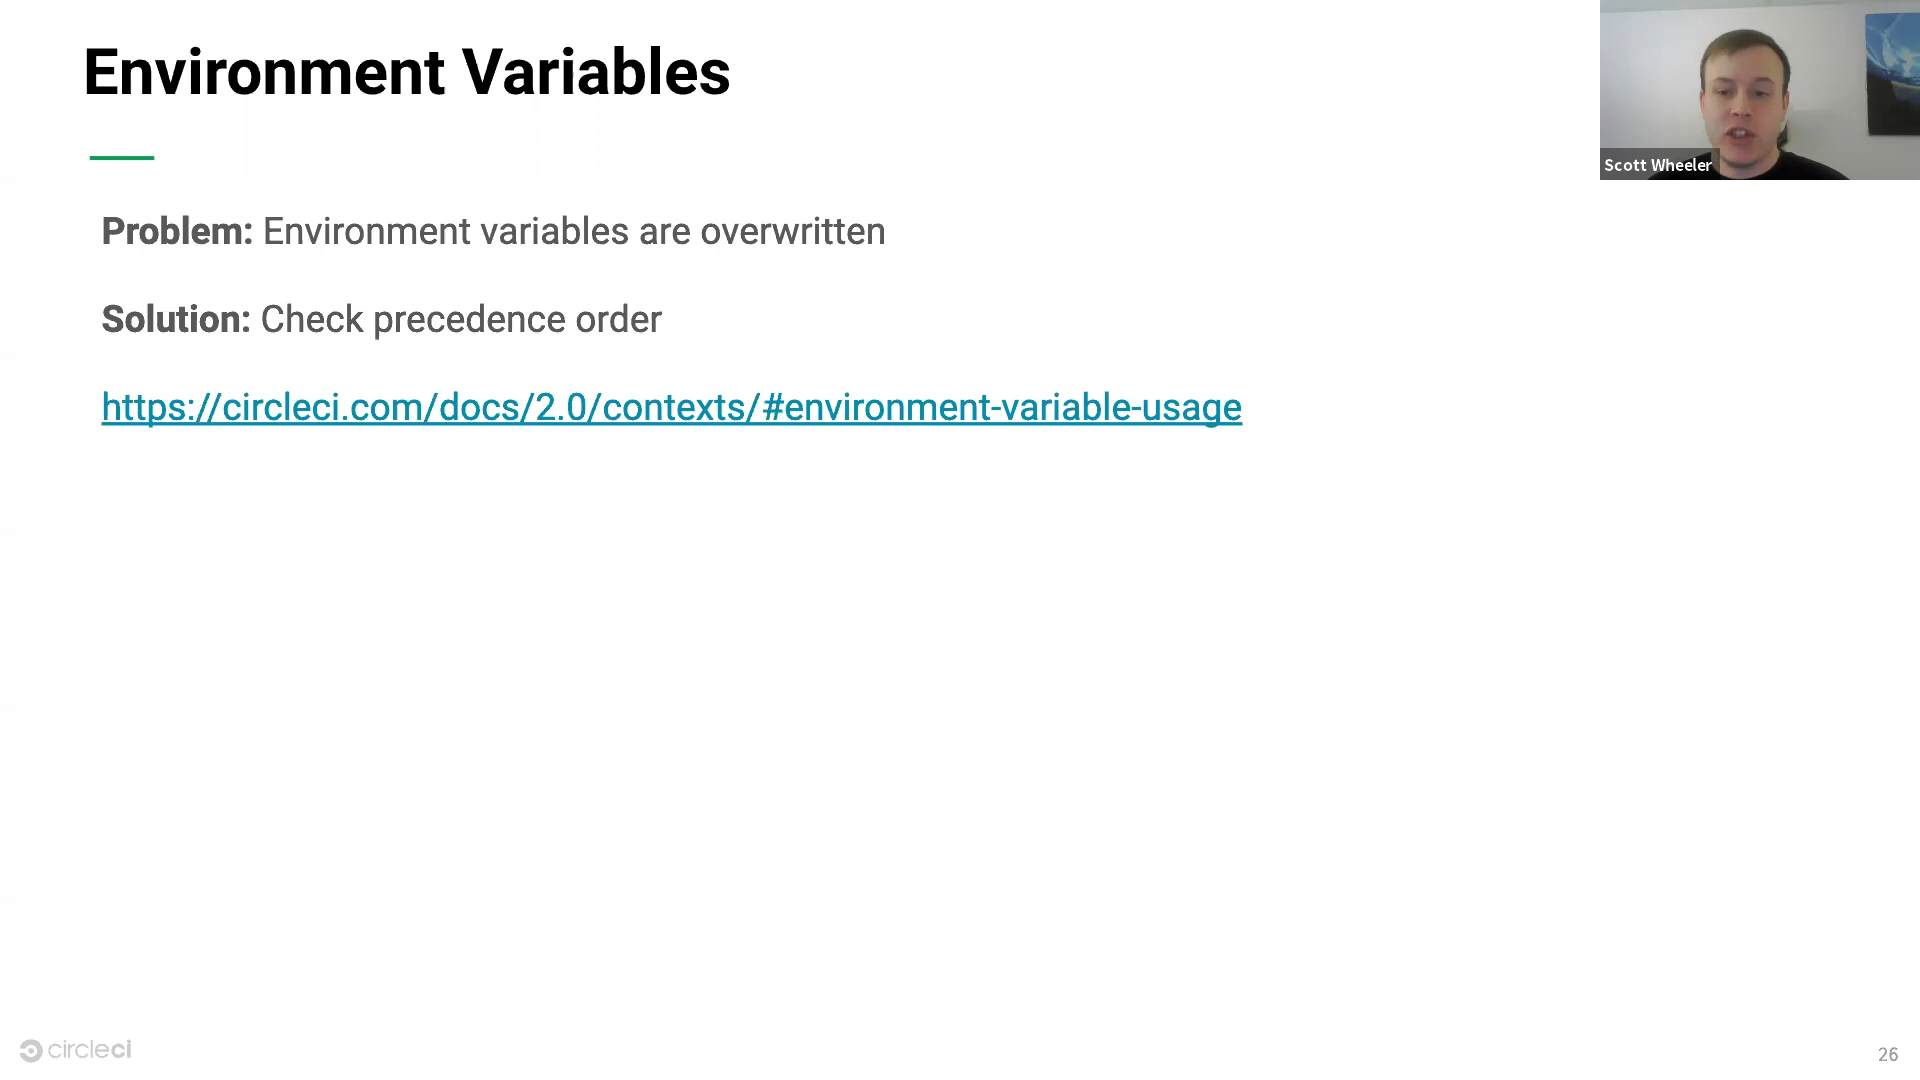 Environment Variables
Scott Wheeler
Problem: Environment variables are overwritten
Solution: Check precedence order
https://circleci.com/docs/2.0/contexts/#environment-variable-usage
circleci
26